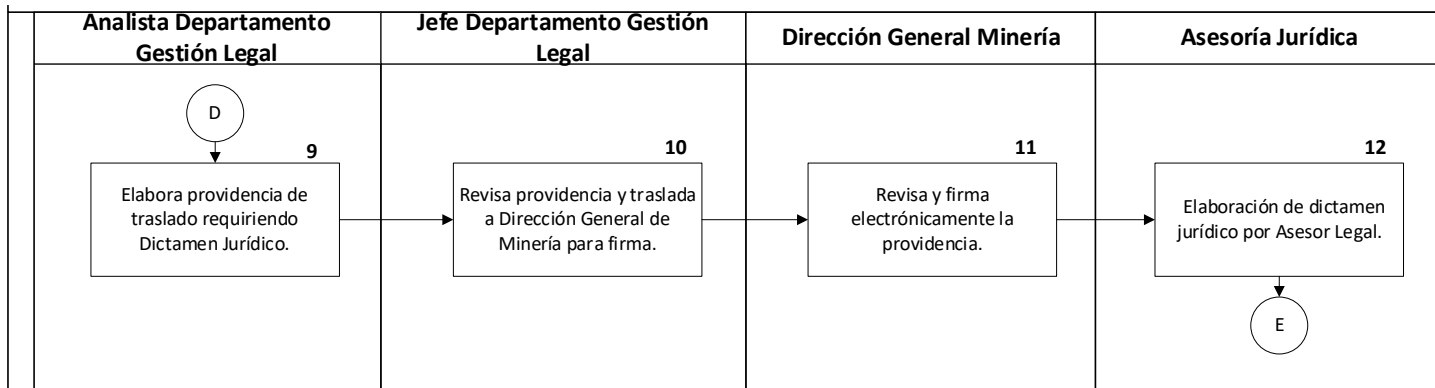 Analista Departamento
Gestión Legal
Jefe Departamento Gestión
Legal
Dirección General Minería
Asesoría Jurídica
D
9
Elabora providencia de
traslado requiriendo
Dictamen Jurídico.
10
Revisa providencia y traslada
a Dirección General de
Minería para firma.
11
Revisa y firma
electrónicamente la
providencia.
12
Elaboración de dictamen
jurídico por Asesor Legal.
E